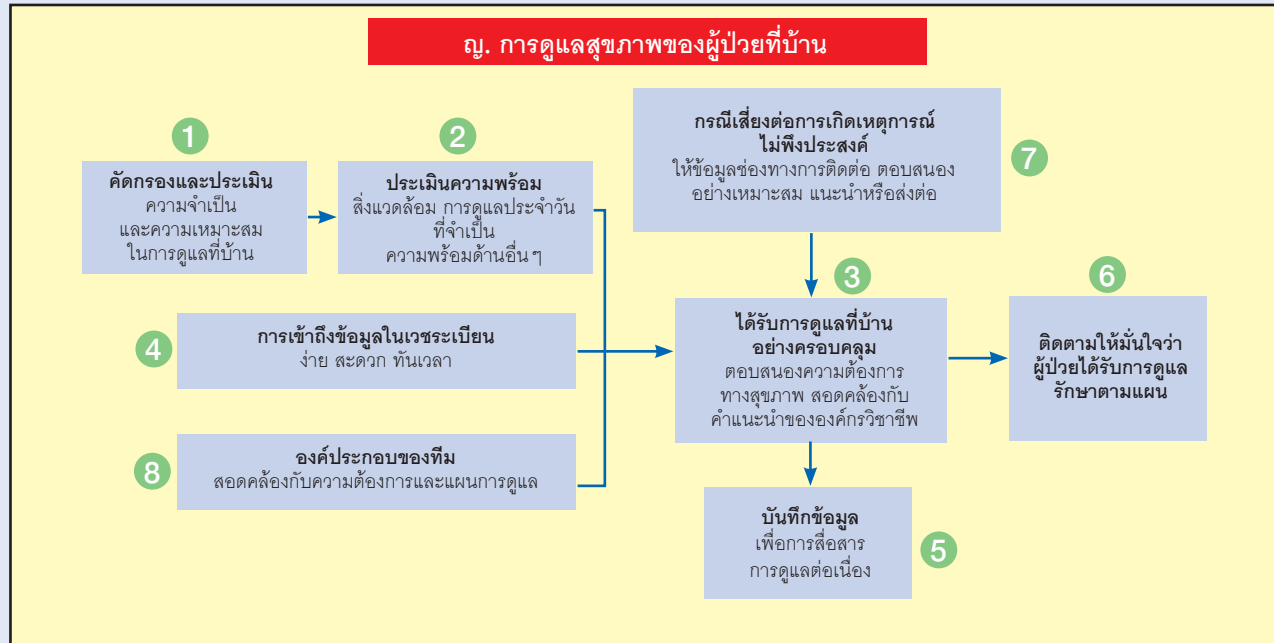 ญ. การดูแลสุขภาพของผู้ป่วยที่บ้าน
1
คัดกรองและประเมิน
ความจำเป็น
และความเหมาะสม
ในการดูแลที่บ้าน
2
ประเมินความพร้อม
สิ่งแวดล้อม การดูแลประจำวัน
ที่จำเป็น
ความพร้อมด้านอื่นๆ
7
กรณีเสี่ยงต่อการเกิดเหตุการณ์
ไม่พึงประสงค์
ให้ข้อมูลช่องทางการติดต่อ ตอบสนอง
อย่างเหมาะสม แนะนำหรือส่งต่อ
4
การเข้าถึงข้อมูลในเวชระเบียน
ง่าย สะดวก ทันเวลา
3
ได้รับการดูแลที่บ้าน
อย่างครอบคลุม
ตอบสนองความต้องการ
ทางสุขภาพ สอดคล้องกับ
คำแนะนำขององค์กรวิชาชีพ
6
ติดตามให้มั่นใจว่า
ผู้ป่วยได้รับการดูแล
รักษาตามแผน
8
องค์ประกอบของทีม
สอดคล้องกับความต้องการและแผนการดูแล
5
บันทึกข้อมูล
เพื่อการสื่อสาร
การดูแลต่อเนื่อง